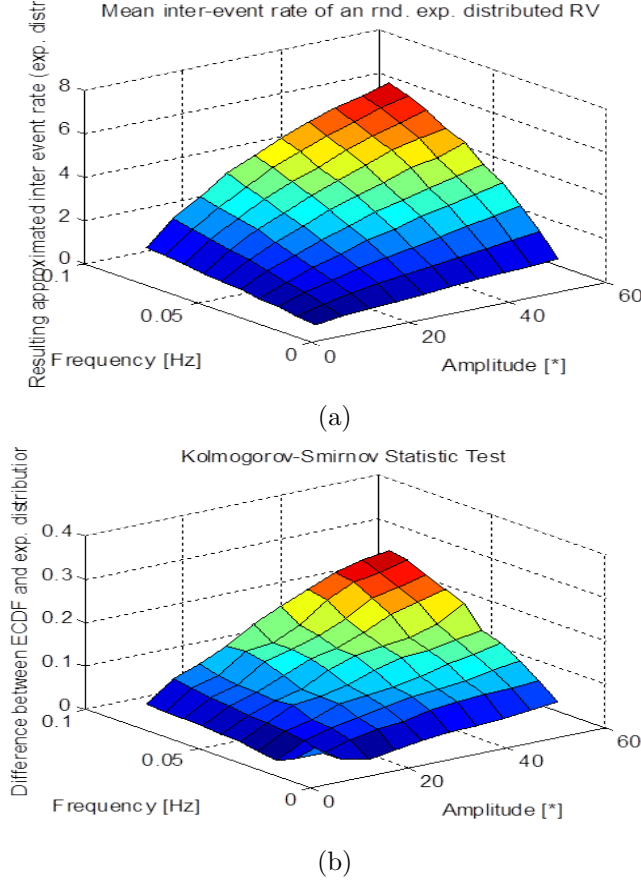 Mean inter-event rate of an rnd. exp. distributed RV
Resulting approximated inter event rate (exp. distr
8
6
4
2
0
0.1
0.05
0
Frequency [Hz]
0
20
40
60
Amplitude [*]
(a)
Kolmogorov-Smirnov Statistic Test
Difference between ECDF and exp. distribution
0.4
0.3
0.2
0.1
0
0.1
0.05
0
Frequency [Hz]
0
20
40
60
Amplitude [*]
(b)